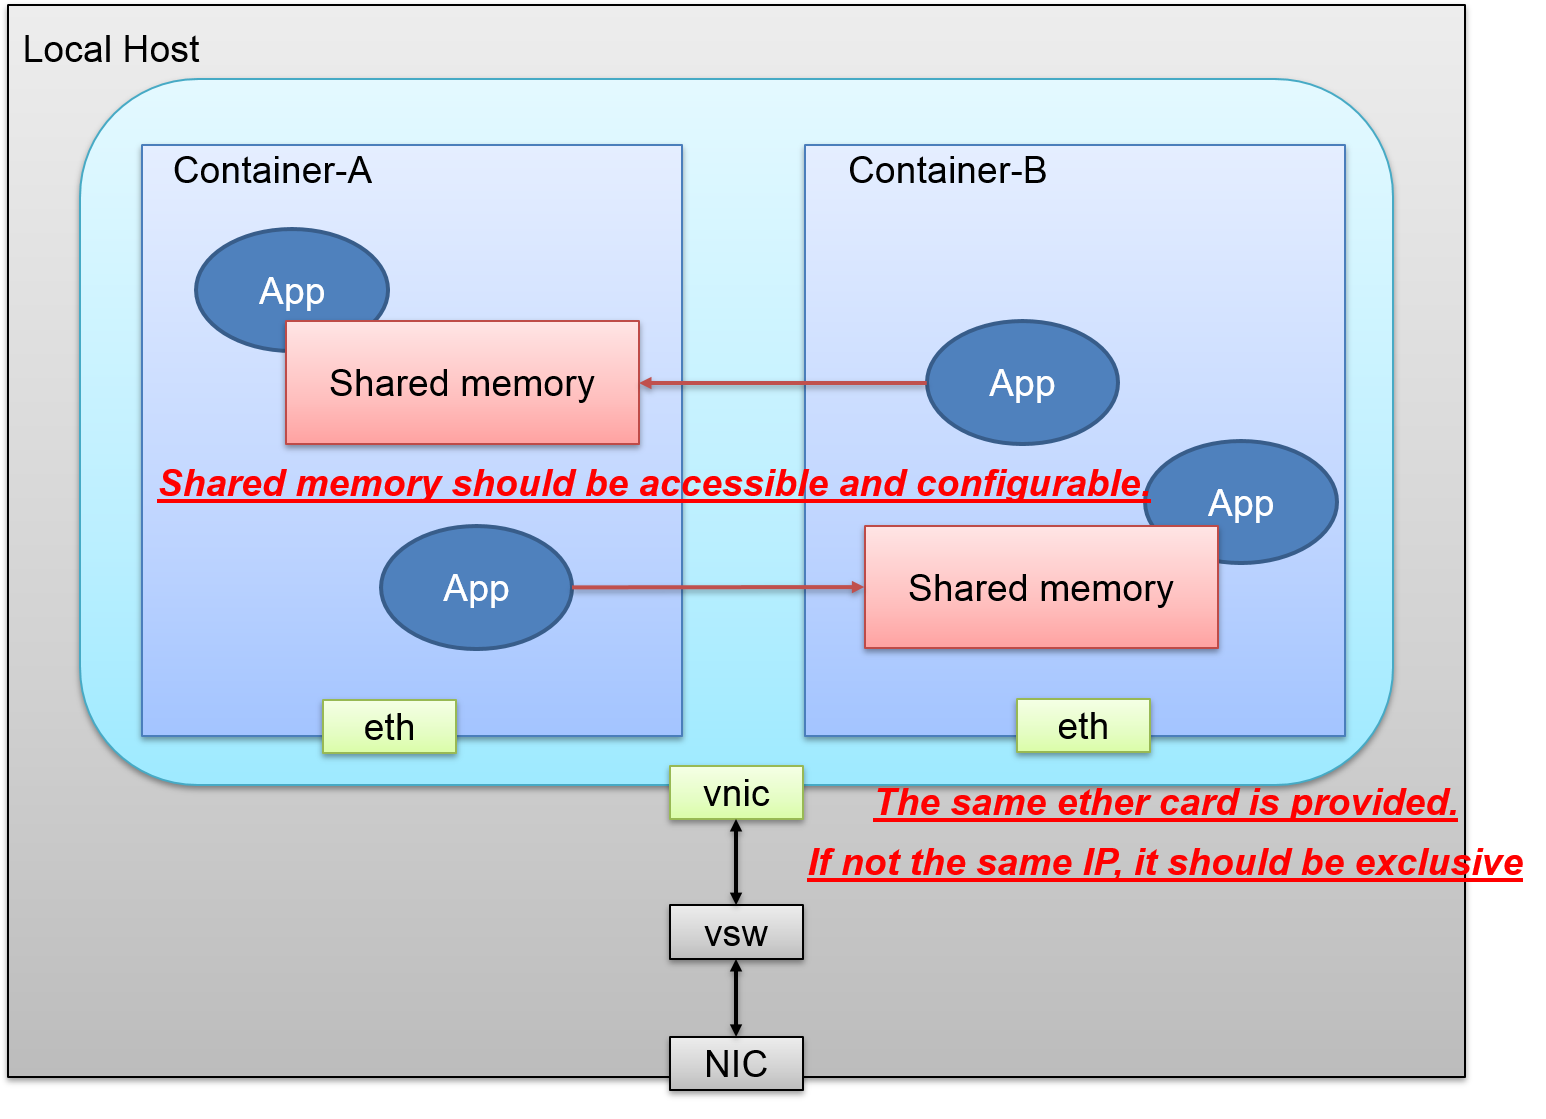 Local Host
Container-A
Container-B
App
Shared memory
App
Shared memory should be accessible and configurable.
App
App
Shared memory
eth
eth
vnic
The same ether card is provided.
If not the same IP, it should be exclusive
vsw
NIC